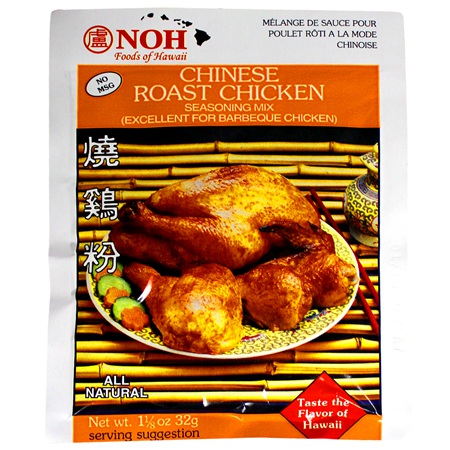 盧 NOH
Foods of Hawaii
MÉLANGE DE SAUCE POUR
POULET RÔTI A LA MODE
CHINOISE
NO
MSG
CHINESE
ROAST CHICKEN
SEASONING MIX
(EXCELLENT FOR BARBEQUE CHICKEN)
燒鷄粉
ALL
NATURAL
Net wt. 1⅛ oz 32g
serving suggestion
Taste the
Flavor of
Hawaii